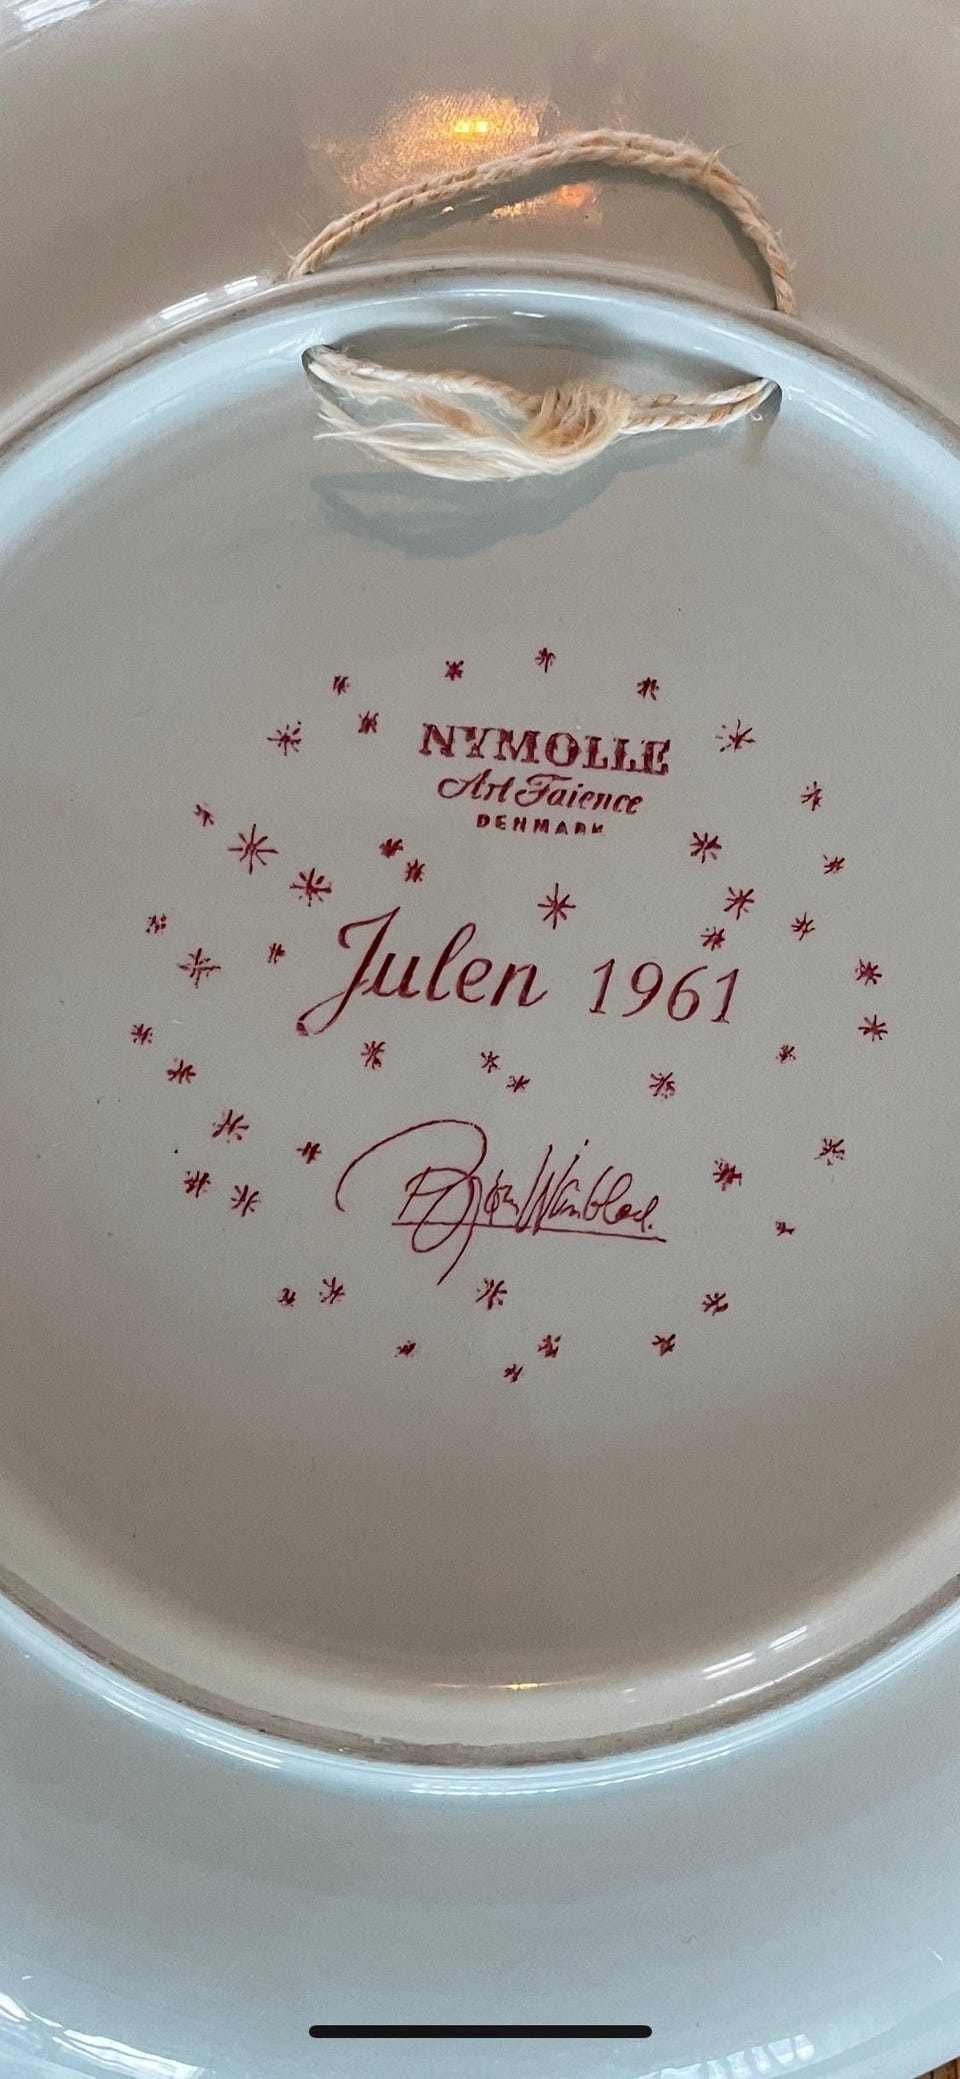 NYMOLLE
Art Faience
DENMARK
Julen 1961
Bjørn Wiinblad.